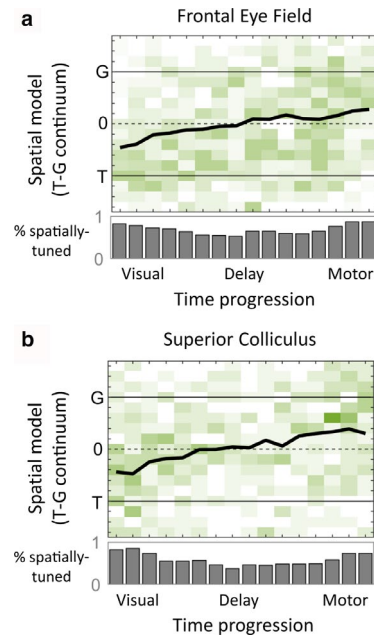 a
Frontal Eye Field
Spatial model
(T-G continuum)
G
0
T
% spatially-
tuned
1
0
Visual Delay Motor
Time progression
b
Superior Colliculus
Spatial model
(T-G continuum)
G
0
T
% spatially-
tuned
1
0
Visual Delay Motor
Time progression